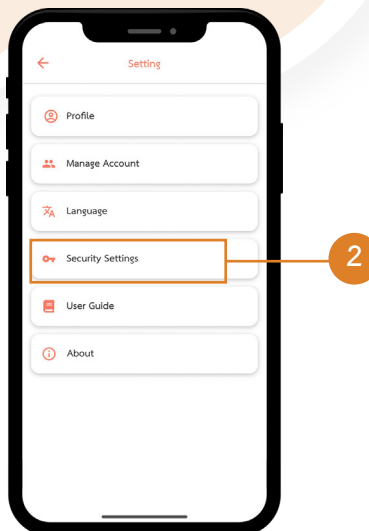 Setting
Profile
Manage Account
Language
Security Settings
2
User Guide
About